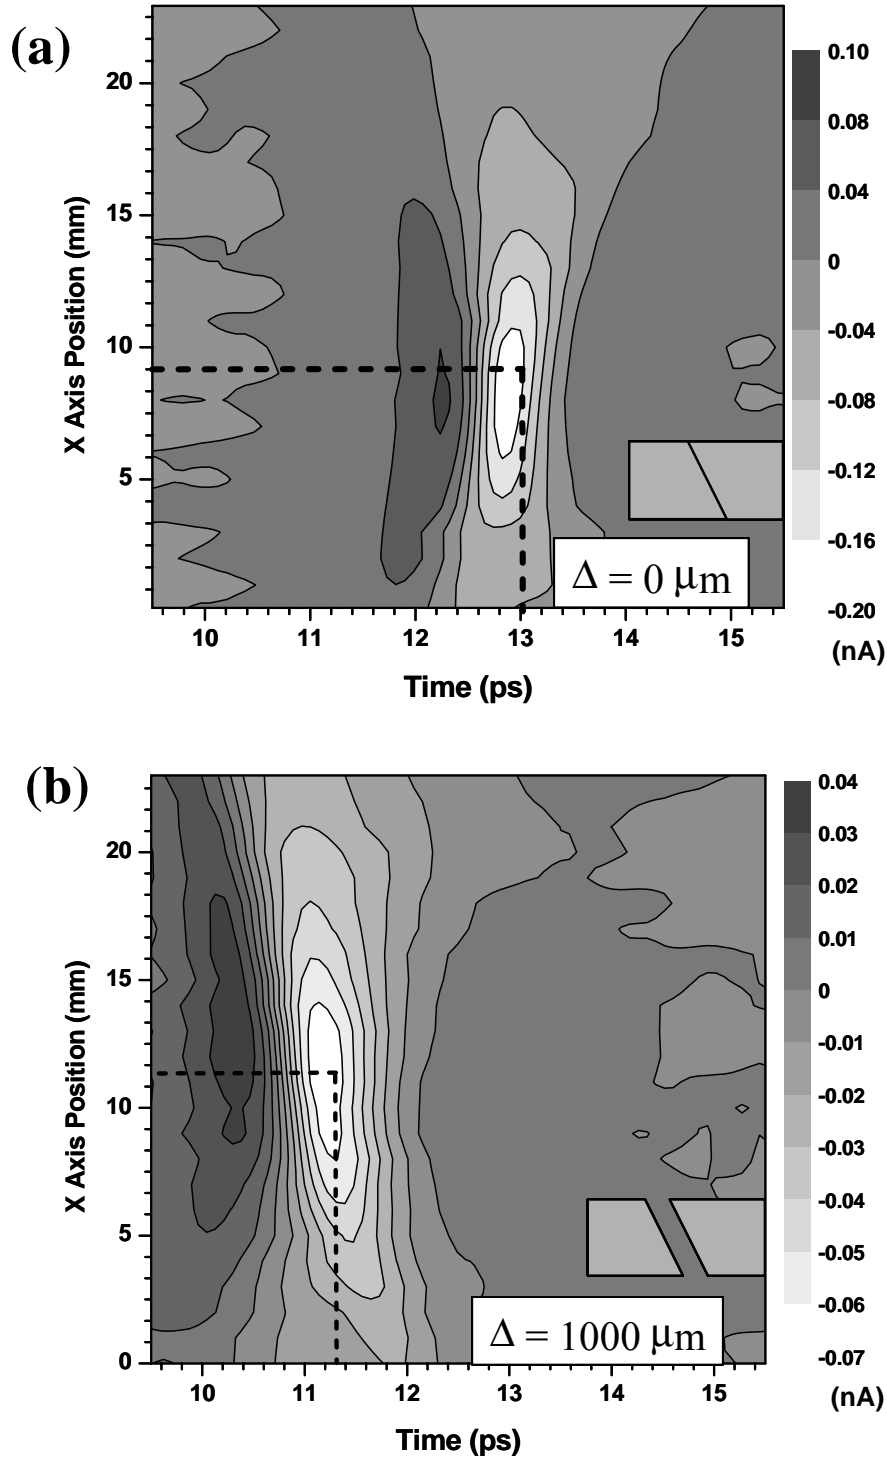 (a)
X Axis Position (mm)
20
15
10
5
10 11 12 13 14 15
Time (ps)
Δ = 0 μm
0.10
0.08
0.04
0
-0.04
-0.08
-0.12
-0.16
-0.20
(nA)
(b)
X Axis Position (mm)
20
15
10
5
0
10 11 12 13 14 15
Time (ps)
Δ = 1000 μm
0.04
0.03
0.02
0.01
0
-0.01
-0.02
-0.03
-0.04
-0.05
-0.06
-0.07
(nA)